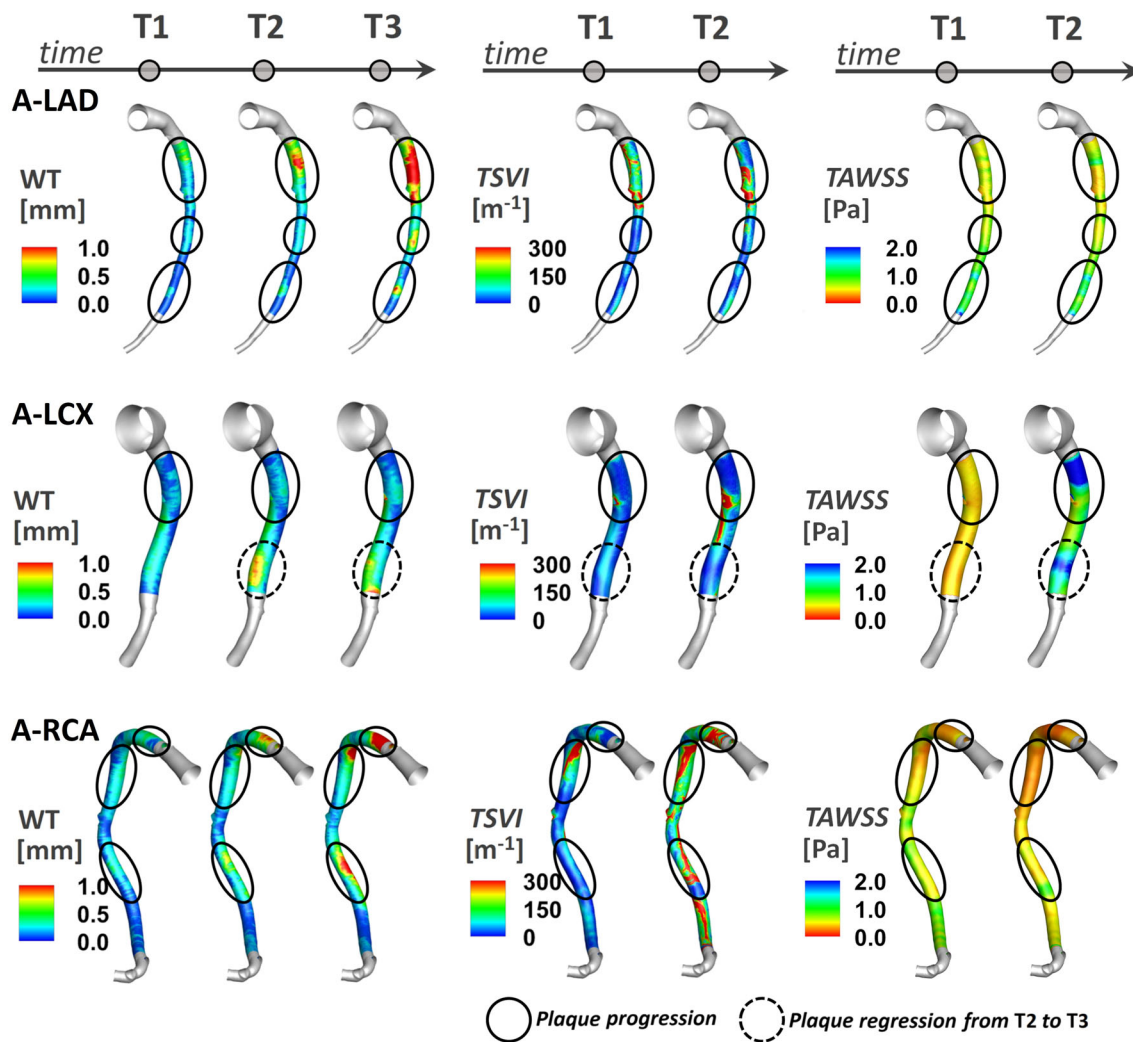 T1 T2 T3 T1 T2 T1 T2
time time time
A-LAD
WT TSVI TAWSS
[mm] [m⁻¹] [Pa]
1.0 300 2.0
0.5 150 1.0
0.0 0 0.0
A-LCX
WT TSVI TAWSS
[mm] [m⁻¹] [Pa]
1.0 300 2.0
0.5 150 1.0
0.0 0 0.0
A-RCA
WT TSVI TAWSS
[mm] [m⁻¹] [Pa]
1.0 300 2.0
0.5 150 1.0
0.0 0 0.0
Plaque progression Plaque regression from T2 to T3